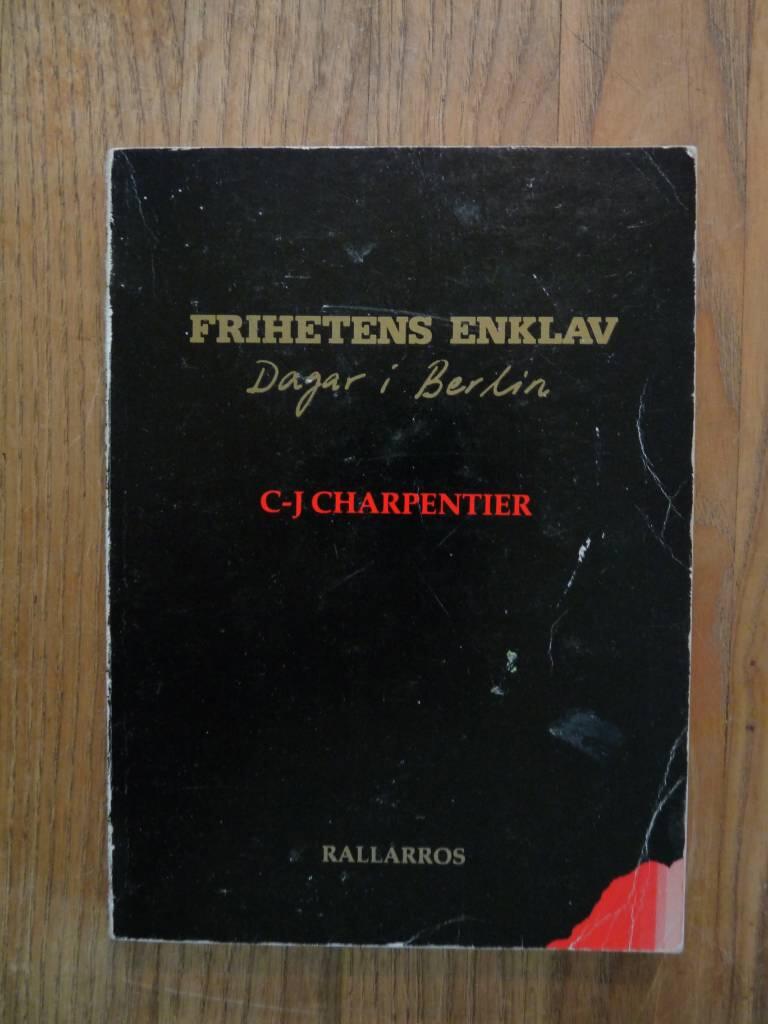 FRIHETENS ENKLAV
Dagar i Berlin
C-J CHARPENTIER
RALLARROS